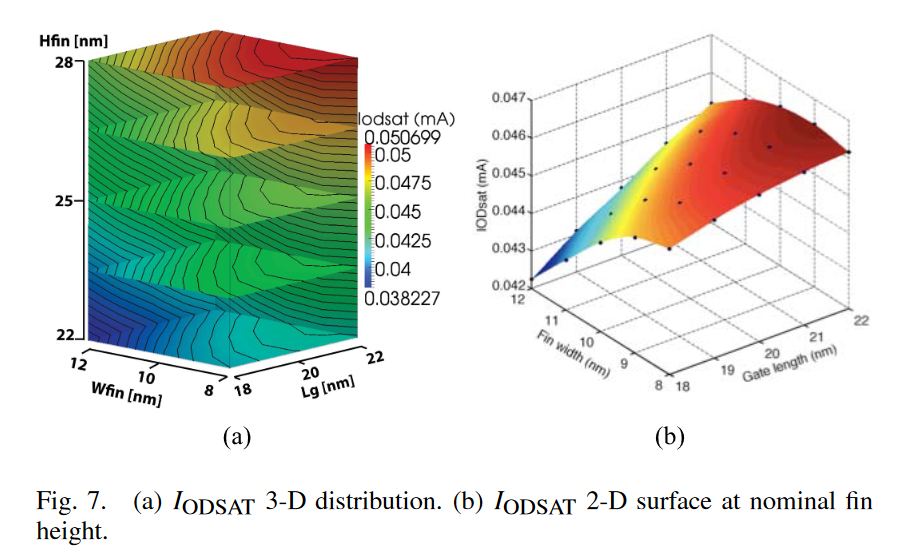 Hfin [nm]
28
25
22
12
10
8
Wfin [nm]
18
20
22
Lg [nm]
Iodsat (mA)
0.050699
0.05
0.0475
0.045
0.0425
0.04
0.038227
(a)
0.047
0.046
0.045
0.044
0.043
0.042
IODsat (mA)
12
11
10
9
8
Fin width (nm)
18
19
20
21
22
Gate length (nm)
(b)
Fig. 7. (a) IODSAT 3-D distribution. (b) IODSAT 2-D surface at nominal fin
height.